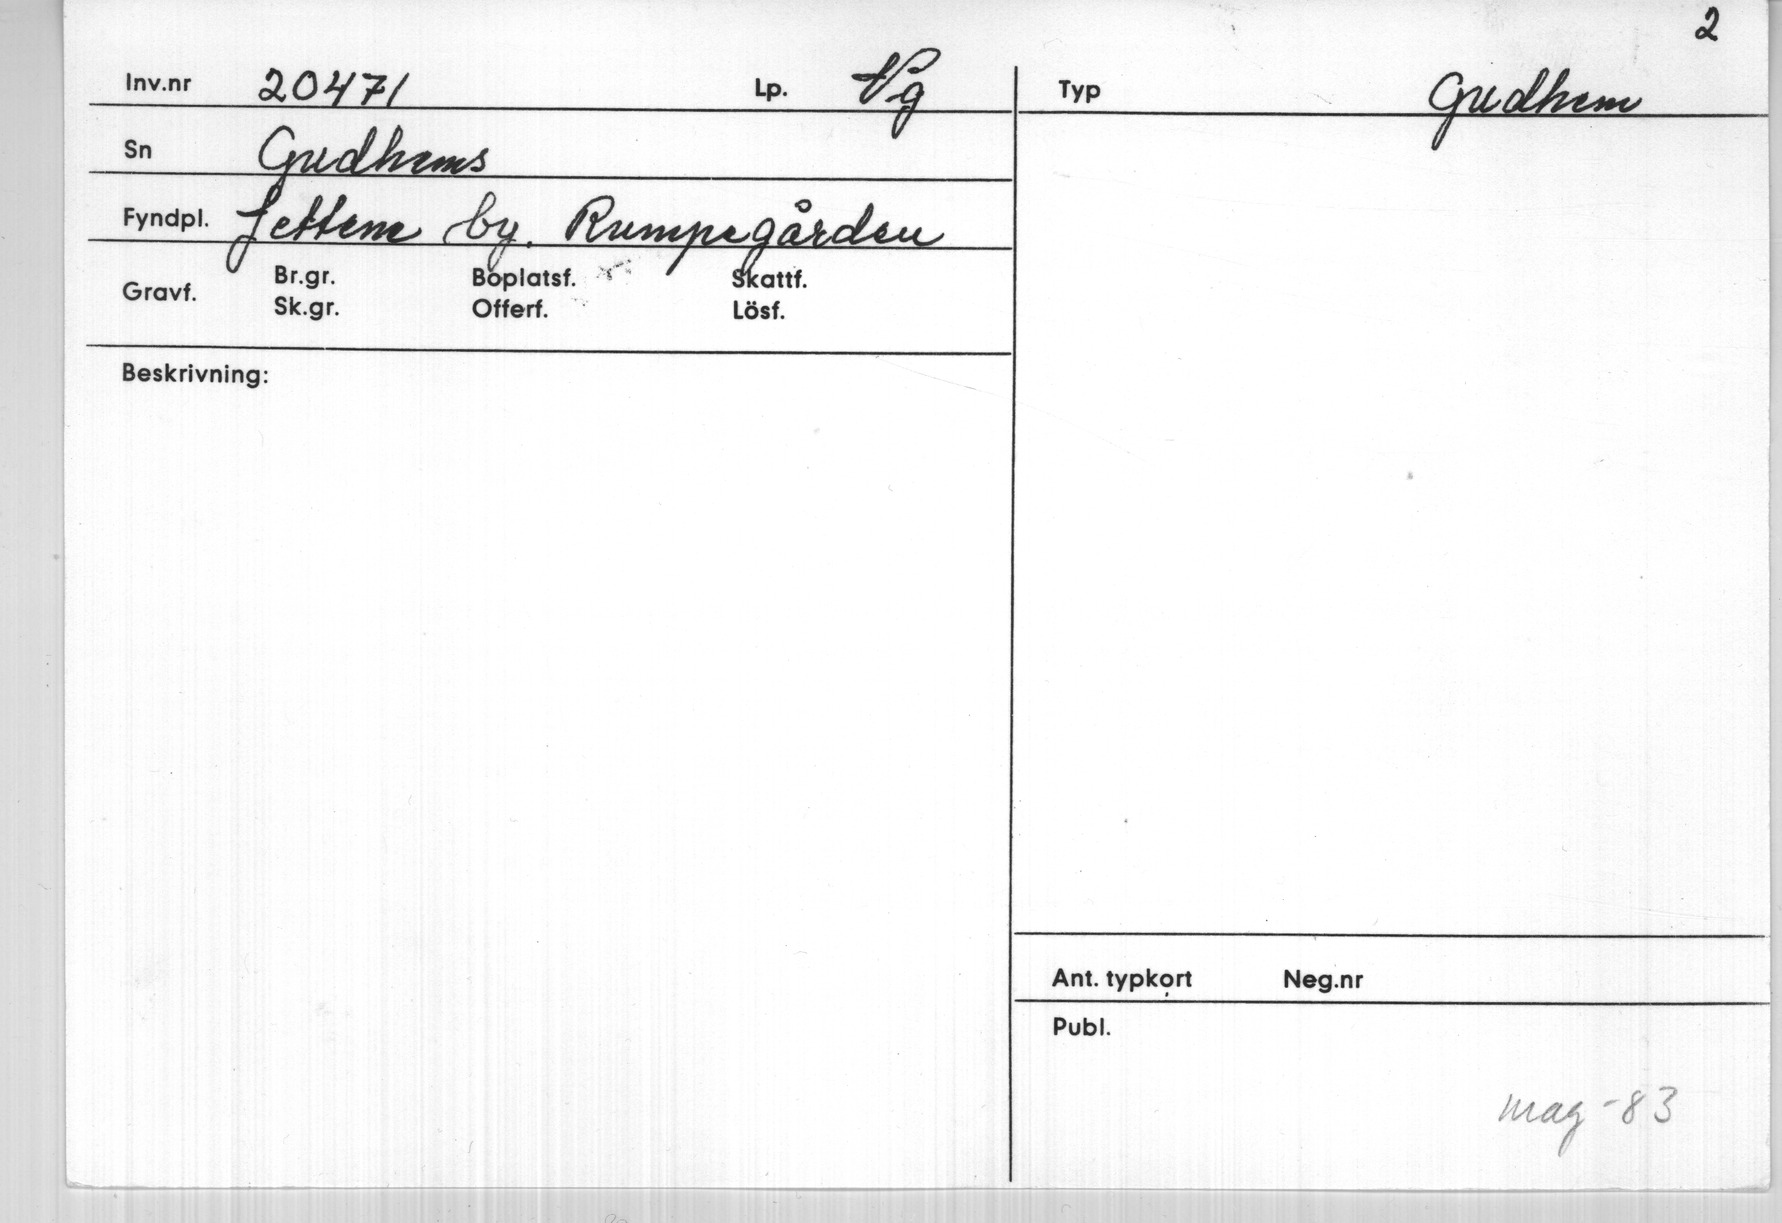 2
Inv.nr 20471 Lp. Vg
Sn Gudhems
Fyndpl. Jettene by. Rumpegården
Gravf. Br.gr. Boplatsf. Skattf.
Sk.gr. Offerf. Lösf.
Beskrivning:
Typ Gudhem
Ant. typkort Neg.nr
Publ.
mag -83